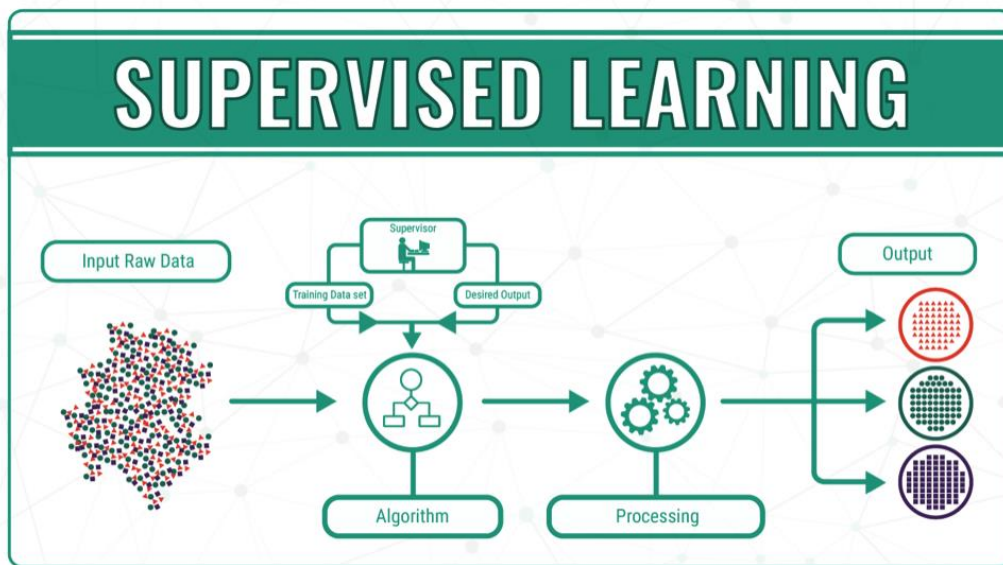 SUPERVISED LEARNING
Input Raw Data
Supervisor
Training Data set
Desired Output
Algorithm
Processing
Output